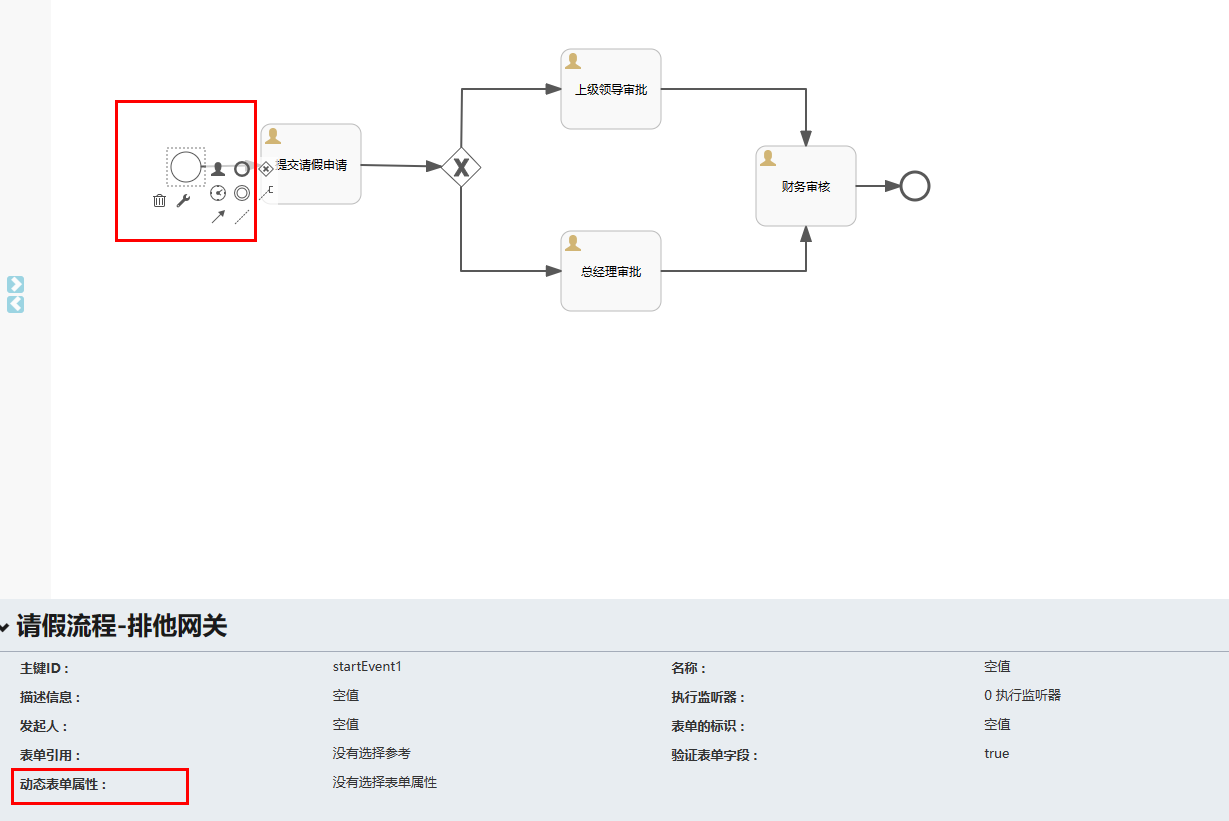 上级领导审批
提交请假申请
财务审核
总经理审批
请假流程-排他网关
主键ID： startEvent1 名称： 空值
描述信息： 空值 执行监听器： 0 执行监听器
发起人： 空值 表单的标识： 空值
表单引用： 没有选择参考 验证表单字段： true
动态表单属性： 没有选择表单属性